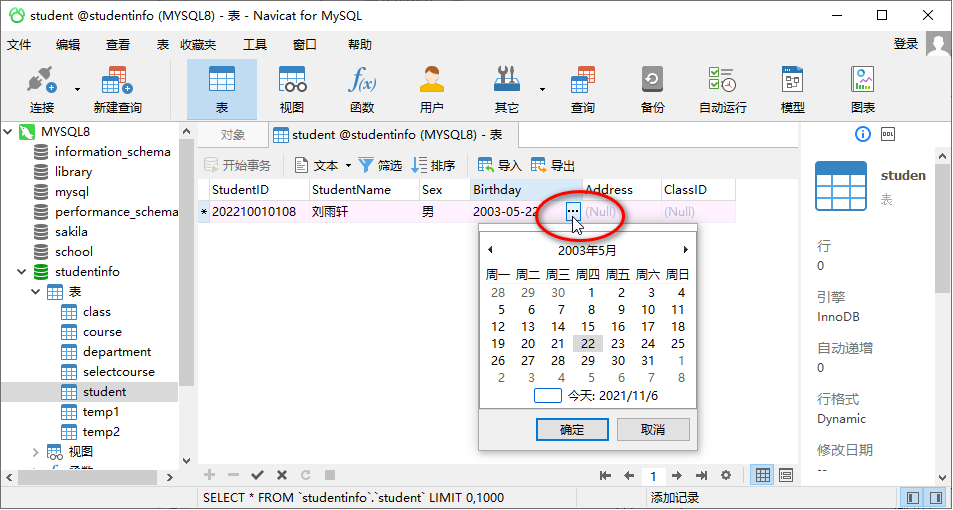 student @studentinfo (MYSQL8) - 表 - Navicat for MySQL
文件 编辑 查看 表 收藏夹 工具 窗口 帮助 登录
连接 新建查询 表 视图 函数 用户 其它 查询 备份 自动运行 模型 图表
f(x)
MYSQL8
information_schema
library
mysql
performance_schema
sakila
school
studentinfo
表
class
course
department
selectcourse
student
temp1
temp2
视图
对象 student @studentinfo (MYSQL8) - 表
开始事务 文本 筛选 排序 导入 导出
StudentID StudentName Sex Birthday Address ClassID
* 202210010108 刘雨轩 男 2003-05-22 ... (Null) (Null)
2003年5月
周一 周二 周三 周四 周五 周六 周日
28 29 30 1 2 3 4
5 6 7 8 9 10 11
12 13 14 15 16 17 18
19 20 21 22 23 24 25
26 27 28 29 30 31 1
2 3 4 5 6 7 8
今天: 2021/11/6
确定 取消
DDL
studen
表
行
0
引擎
InnoDB
自动递增
0
行格式
Dynamic
修改日期
--
1
SELECT * FROM `studentinfo`.`student` LIMIT 0,1000 添加记录